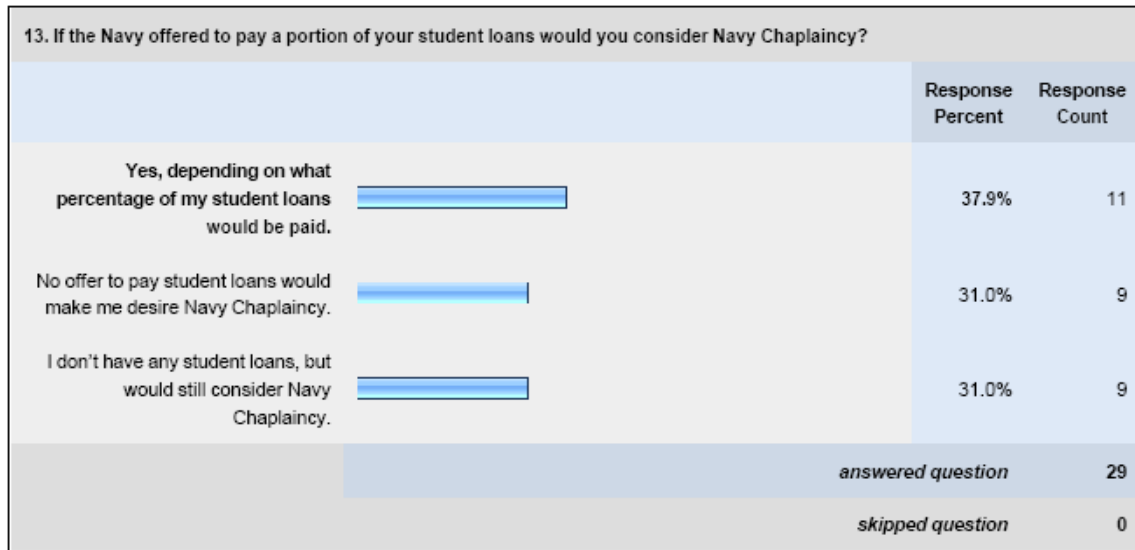 13. If the Navy offered to pay a portion of your student loans would you consider Navy Chaplaincy?
Response Percent
Response Count
Yes, depending on what
percentage of my student loans
would be paid.
37.9%
11
No offer to pay student loans would
make me desire Navy Chaplaincy.
31.0%
9
I don't have any student loans, but
would still consider Navy
Chaplaincy.
31.0%
9
answered question
29
skipped question
0